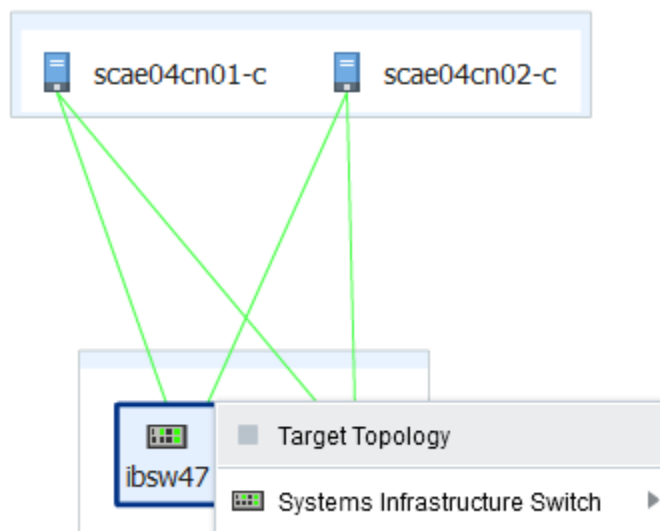 scae04cn01-c scae04cn02-c
Target Topology
ibsw47
Systems Infrastructure Switch